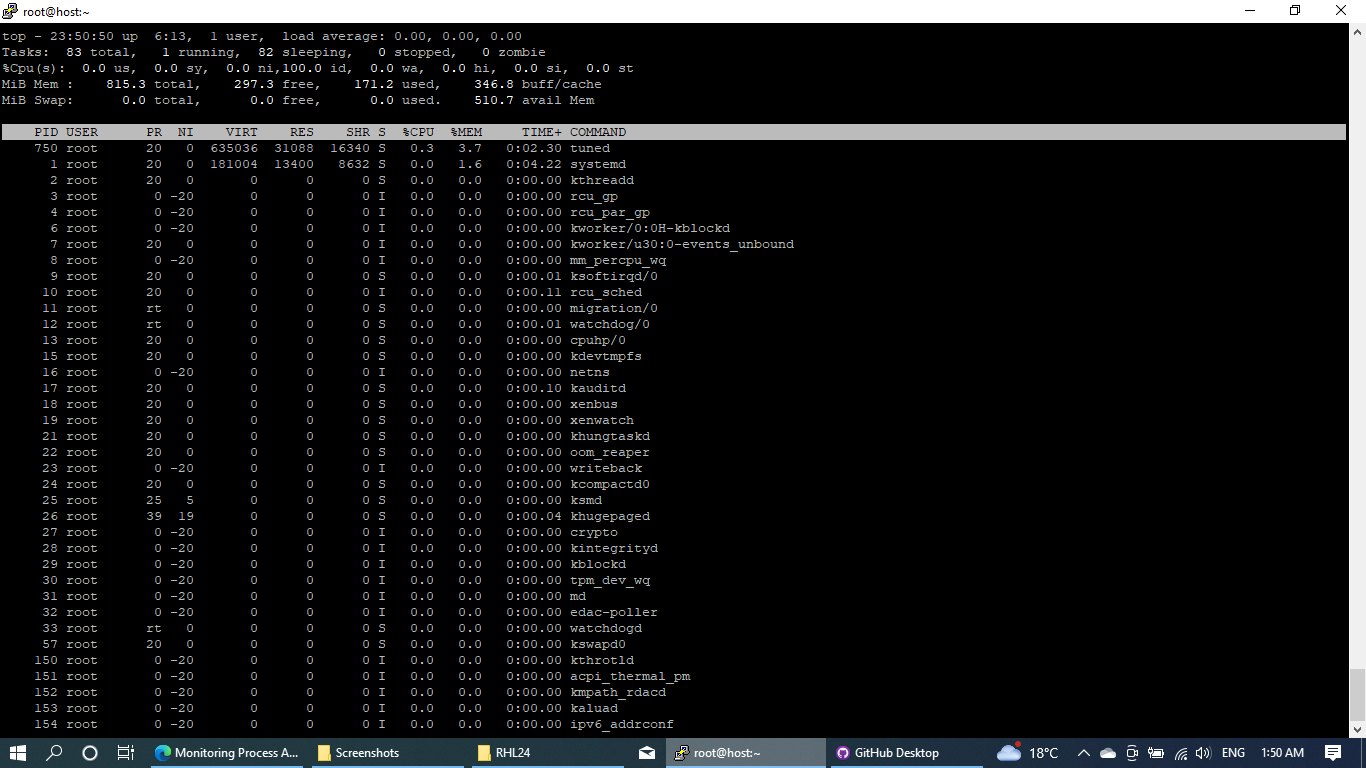 root@host:~
top - 23:50:50 up  6:13,  1 user,  load average: 0.00, 0.00, 0.00
Tasks:  83 total,   1 running,  82 sleeping,   0 stopped,   0 zombie
%Cpu(s):  0.0 us,  0.0 sy,  0.0 ni,100.0 id,  0.0 wa,  0.0 hi,  0.0 si,  0.0 st
MiB Mem :    815.3 total,    297.3 free,    171.2 used,    346.8 buff/cache
MiB Swap:      0.0 total,      0.0 free,      0.0 used.    510.7 avail Mem
PID USER      PR  NI    VIRT    RES    SHR S  %CPU  %MEM     TIME+ COMMAND
750 root      20   0  635036  31088  16340 S   0.3   3.7   0:02.30 tuned
1 root      20   0  181004  13400   8632 S   0.0   1.6   0:04.22 systemd
2 root      20   0       0      0      0 S   0.0   0.0   0:00.00 kthreadd
3 root       0 -20       0      0      0 I   0.0   0.0   0:00.00 rcu_gp
4 root       0 -20       0      0      0 I   0.0   0.0   0:00.00 rcu_par_gp
6 root       0 -20       0      0      0 I   0.0   0.0   0:00.00 kworker/0:0H-kblockd
7 root      20   0       0      0      0 I   0.0   0.0   0:00.00 kworker/u30:0-events_unbound
8 root       0 -20       0      0      0 I   0.0   0.0   0:00.00 mm_percpu_wq
9 root      20   0       0      0      0 S   0.0   0.0   0:00.01 ksoftirqd/0
10 root      20   0       0      0      0 I   0.0   0.0   0:00.11 rcu_sched
11 root      rt   0       0      0      0 S   0.0   0.0   0:00.00 migration/0
12 root      rt   0       0      0      0 S   0.0   0.0   0:00.01 watchdog/0
13 root      20   0       0      0      0 S   0.0   0.0   0:00.00 cpuhp/0
15 root      20   0       0      0      0 S   0.0   0.0   0:00.00 kdevtmpfs
16 root       0 -20       0      0      0 I   0.0   0.0   0:00.00 netns
17 root      20   0       0      0      0 S   0.0   0.0   0:00.10 kauditd
18 root      20   0       0      0      0 S   0.0   0.0   0:00.00 xenbus
19 root      20   0       0      0      0 S   0.0   0.0   0:00.00 xenwatch
21 root      20   0       0      0      0 S   0.0   0.0   0:00.00 khungtaskd
22 root      20   0       0      0      0 S   0.0   0.0   0:00.00 oom_reaper
23 root       0 -20       0      0      0 I   0.0   0.0   0:00.00 writeback
24 root      20   0       0      0      0 S   0.0   0.0   0:00.00 kcompactd0
25 root      25   5       0      0      0 S   0.0   0.0   0:00.00 ksmd
26 root      39  19       0      0      0 S   0.0   0.0   0:00.04 khugepaged
27 root       0 -20       0      0      0 I   0.0   0.0   0:00.00 crypto
28 root       0 -20       0      0      0 I   0.0   0.0   0:00.00 kintegrityd
29 root       0 -20       0      0      0 I   0.0   0.0   0:00.00 kblockd
30 root       0 -20       0      0      0 I   0.0   0.0   0:00.00 tpm_dev_wq
31 root       0 -20       0      0      0 I   0.0   0.0   0:00.00 md
32 root       0 -20       0      0      0 I   0.0   0.0   0:00.00 edac-poller
33 root      rt   0       0      0      0 S   0.0   0.0   0:00.00 watchdogd
57 root      20   0       0      0      0 S   0.0   0.0   0:00.00 kswapd0
150 root       0 -20       0      0      0 I   0.0   0.0   0:00.00 kthrotld
151 root       0 -20       0      0      0 I   0.0   0.0   0:00.00 acpi_thermal_pm
152 root       0 -20       0      0      0 I   0.0   0.0   0:00.00 kmpath_rdacd
153 root       0 -20       0      0      0 I   0.0   0.0   0:00.00 kaluad
154 root       0 -20       0      0      0 I   0.0   0.0   0:00.00 ipv6_addrconf
Monitoring Process A... Screenshots RHL24 root@host:~ GitHub Desktop 18°C ENG 1:50 AM